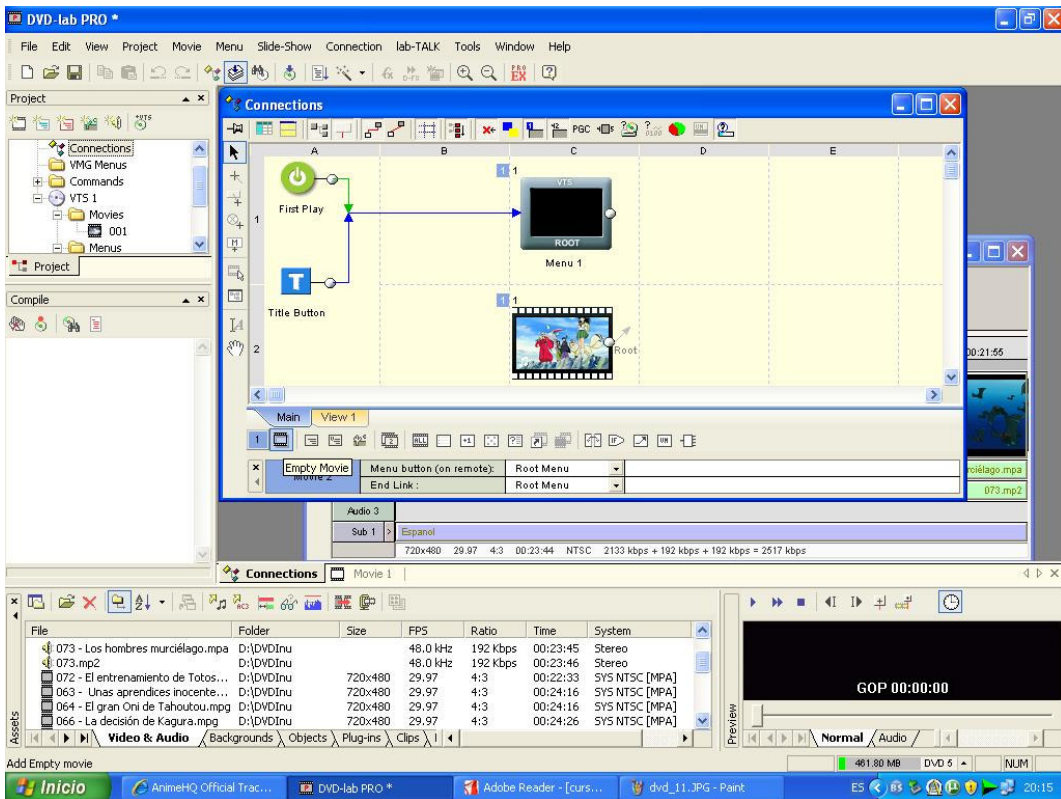 DVD-lab PRO *
File Edit View Project Movie Menu Slide-Show Connection lab-TALK Tools Window Help
Project
Connections
VMG Menus
Commands
VTS 1
Movies
001
Menus
Project
Compile
Connections
PGC
A B C D E
1
2
First Play
Title Button
1 1
VTS
ROOT
Menu 1
1 1
Root
Main View 1
1
Empty Movie
Movie 2
Menu button (on remote): Root Menu
End Link : Root Menu
00:21:55
rciélago.mpa
073.mp2
Audio 3
Sub 1 > Espanol
720x480 29.97 4:3 00:23:44 NTSC 2133 kbps + 192 kbps + 192 kbps = 2517 kbps
Connections Movie 1
File Folder Size FPS Ratio Time System
073 - Los hombres murciélago.mpa D:\DVDInu 48.0 kHz 192 Kbps 00:23:45 Stereo
073.mp2 D:\DVDInu 48.0 kHz 192 Kbps 00:23:46 Stereo
072 - El entrenamiento de Totos... D:\DVDInu 720x480 29.97 4:3 00:22:33 SYS NTSC [MPA]
063 - Unas aprendices inocente... D:\DVDInu 720x480 29.97 4:3 00:24:16 SYS NTSC [MPA]
064 - El gran Oni de Tahoutou.mpg D:\DVDInu 720x480 29.97 4:3 00:24:16 SYS NTSC [MPA]
066 - La decisión de Kagura.mpg D:\DVDInu 720x480 29.97 4:3 00:24:26 SYS NTSC [MPA]
Assets
Video & Audio Backgrounds Objects Plug-ins Clips
GOP 00:00:00
Preview
Normal Audio
Add Empty movie
461.80 MB DVD 5 NUM
Inicio
AnimeHQ Official Trac...
DVD-lab PRO *
Adobe Reader - [curs...
dvd_11.JPG - Paint
ES
20:15